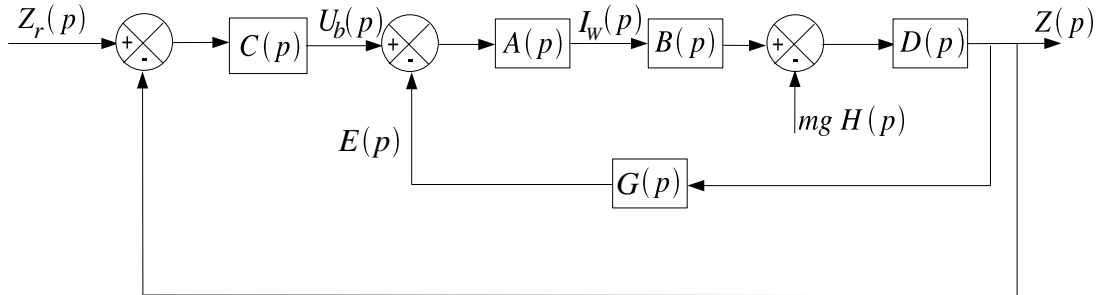 Z_r(p)
+
-
C(p)
U_b(p)
+
-
A(p)
I_W(p)
B(p)
+
-
D(p)
Z(p)
mg H(p)
E(p)
G(p)